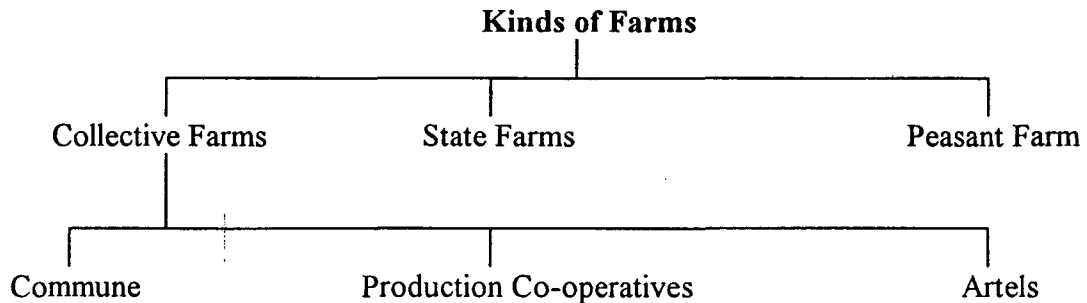 Kinds of Farms
Collective Farms State Farms Peasant Farm
Commune Production Co-operatives Artels